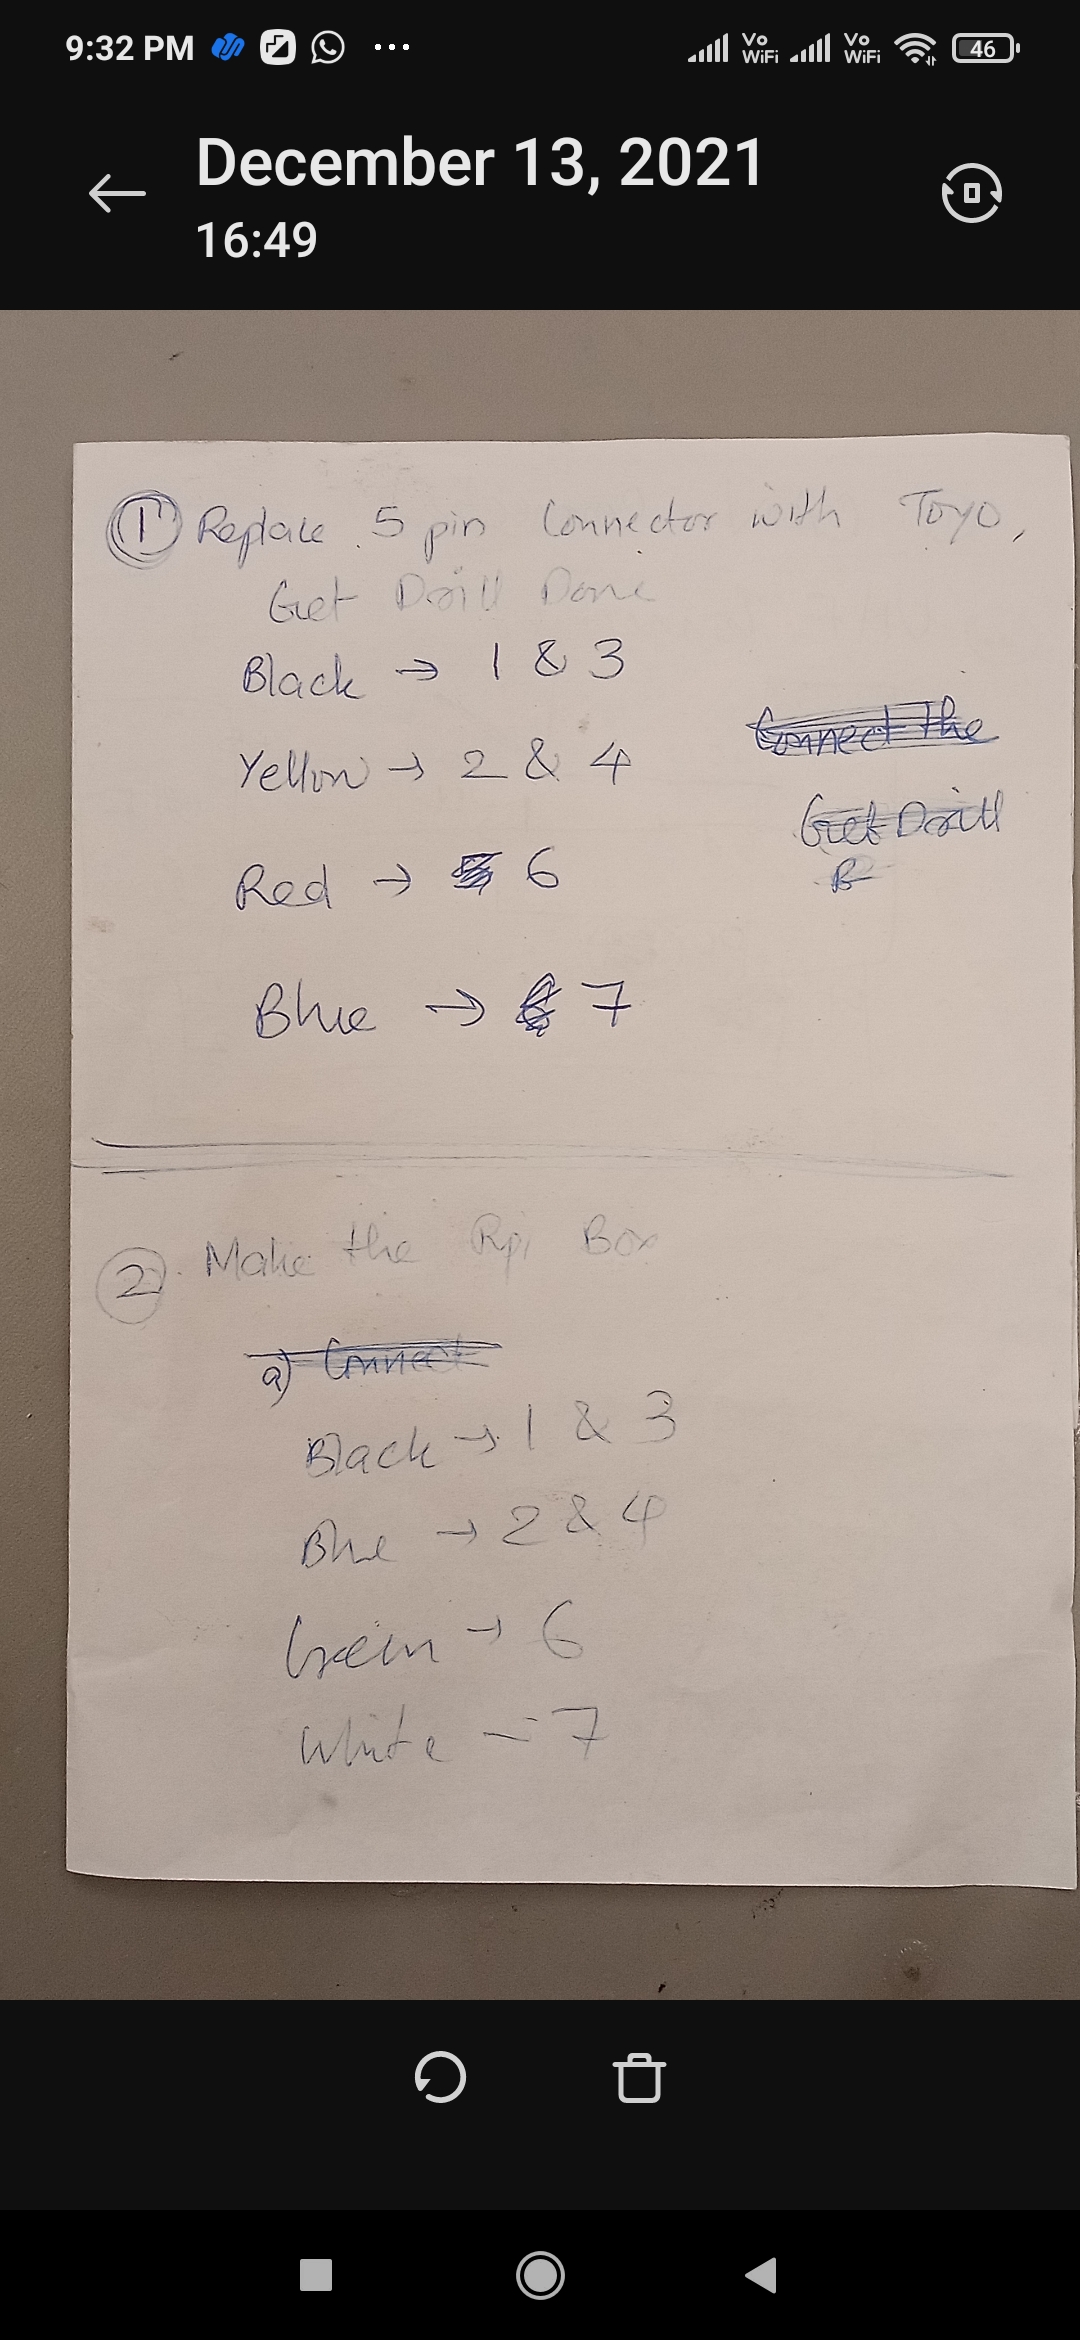 9:32 PM
Vo WiFi
Vo WiFi
46
December 13, 2021
16:49
1 Replace 5 pin Connector with Toyo,
Get Drill Done
Black → 1 & 3
Connect the
Yellow → 2 & 4
Get Drill
B
Red → 5 6
Blue → 6 7
2. Make the Rpi Box
a) Connect
Black → 1 & 3
Blue → 2 & 4
Green → 6
White - 7